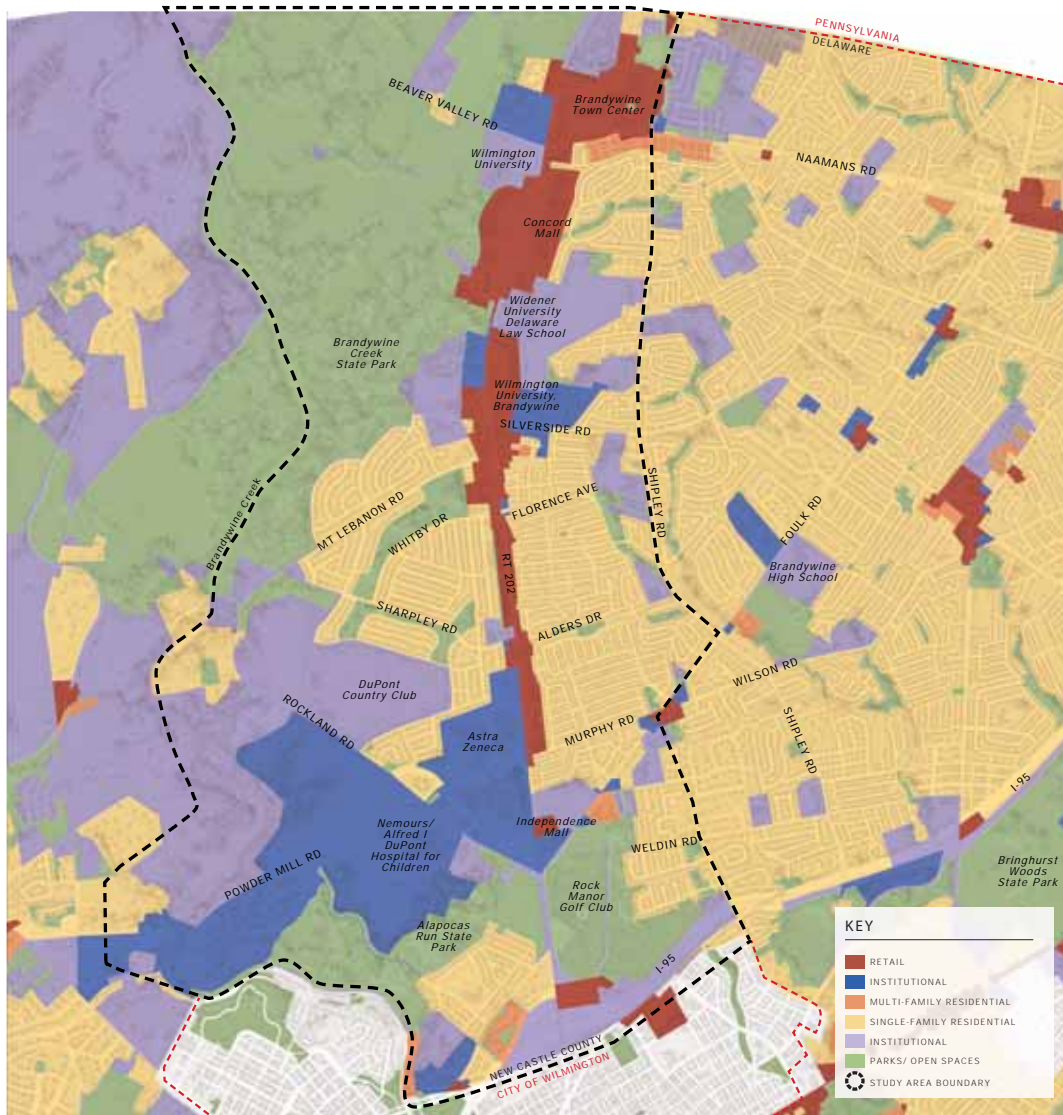 PENNSYLVANIA
DELAWARE
BEAVER VALLEY RD
Brandywine
Town Center
Wilmington
University
NAAMANS RD
Concord
Mall
Widener
University
Delaware
Law School
Brandywine
Creek
State Park
Wilmington
University,
Brandywine
SILVERSIDE RD
SHIPLEY RD
Brandywine Creek
MT LEBANON RD
WHITBY DR
FLORENCE AVE
FOULK RD
RT 202
Brandywine
High School
SHARPLEY RD
ALDERS DR
WILSON RD
DuPont
Country Club
ROCKLAND RD
Astra
Zeneca
MURPHY RD
SHIPLEY RD
I-95
Nemours/
Alfred I
DuPont
Hospital for
Children
Independence
Mall
WELDIN RD
POWDER MILL RD
Rock
Manor
Golf Club
Bringhurst
Woods
State Park
Alapocas
Run State
Park
I-95
NEW CASTLE COUNTY
CITY OF WILMINGTON
KEY
RETAIL
INSTITUTIONAL
MULTI-FAMILY RESIDENTIAL
SINGLE-FAMILY RESIDENTIAL
INSTITUTIONAL
PARKS/ OPEN SPACES
STUDY AREA BOUNDARY